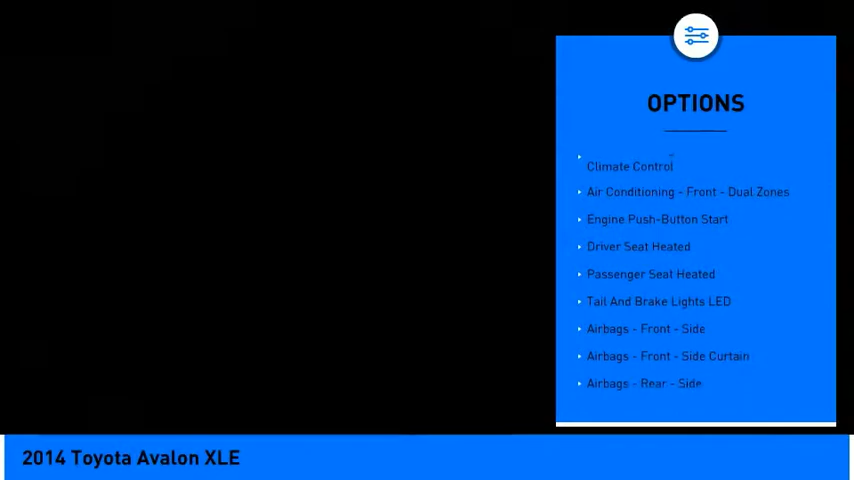 OPTIONS
Climate Control
Air Conditioning - Front - Dual Zones
Engine Push-Button Start
Driver Seat Heated
Passenger Seat Heated
Tail And Brake Lights LED
Airbags - Front - Side
Airbags - Front - Side Curtain
Airbags - Rear - Side
2014 Toyota Avalon XLE